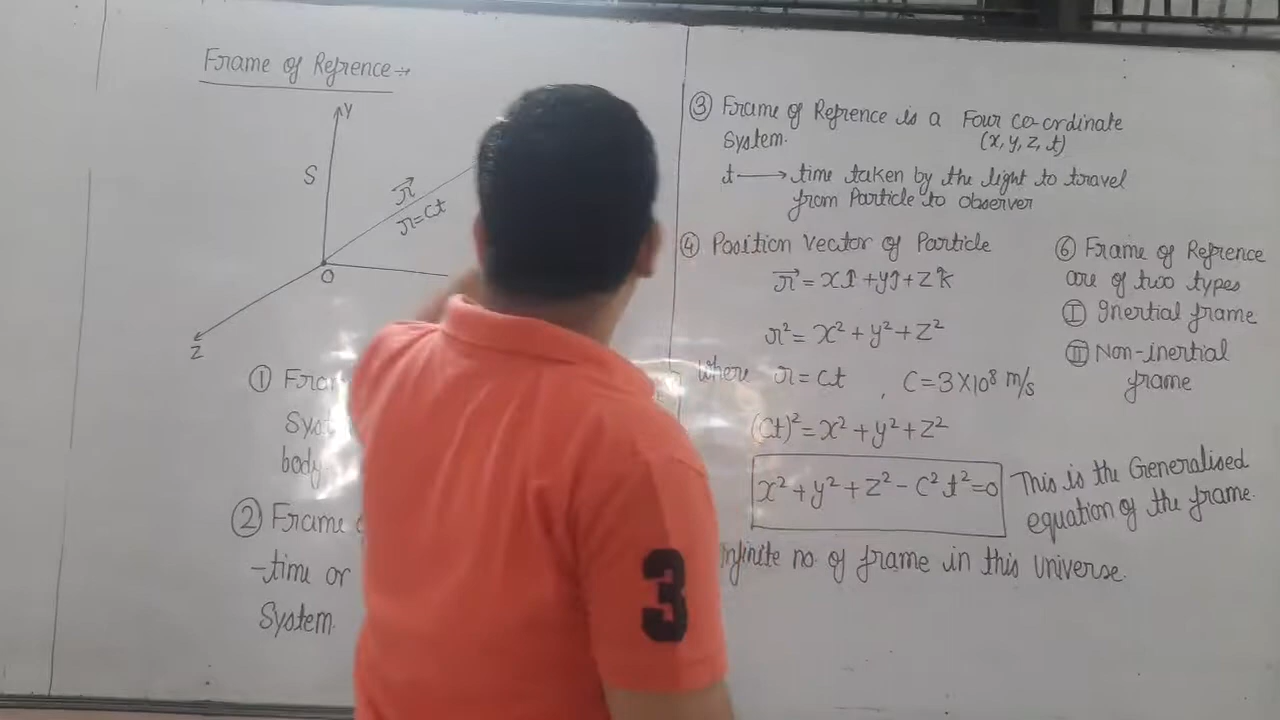 Frame of Refrence→
Y
S
r
r=ct
O
Z
①
body
② Frame
-time or
System.
③ Frame of Refrence is a Four co-ordinate
System. (x, y, z, t)
t → time taken by the light to travel
from Particle to observer
④ Position vector of Particle
r⃗ = xî + yĵ + zk̂
r² = x² + y² + z²
where r = ct , C = 3×10⁸ m/s
(ct)² = x² + y² + z²
x² + y² + z² - c² t² = 0
This is the Generalised
equation of the frame.
Infinite no. of frame in this universe.
⑥ Frame of Refrence
are of two types
Ⓘ Inertial frame
Ⓘⓘ Non-inertial
frame
3